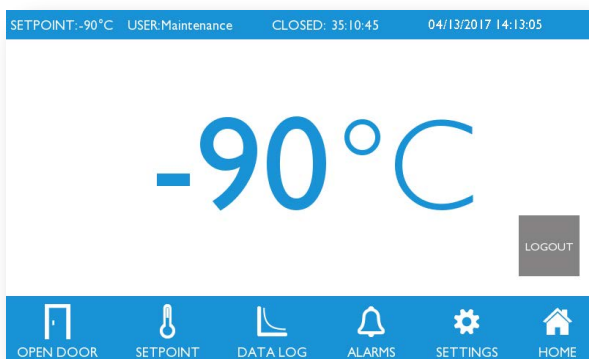 SETPOINT:-90°C USER:Maintenance CLOSED: 35:10:45 04/13/2017 14:13:05
-90°C
LOGOUT
OPEN DOOR SETPOINT DATA LOG ALARMS SETTINGS HOME